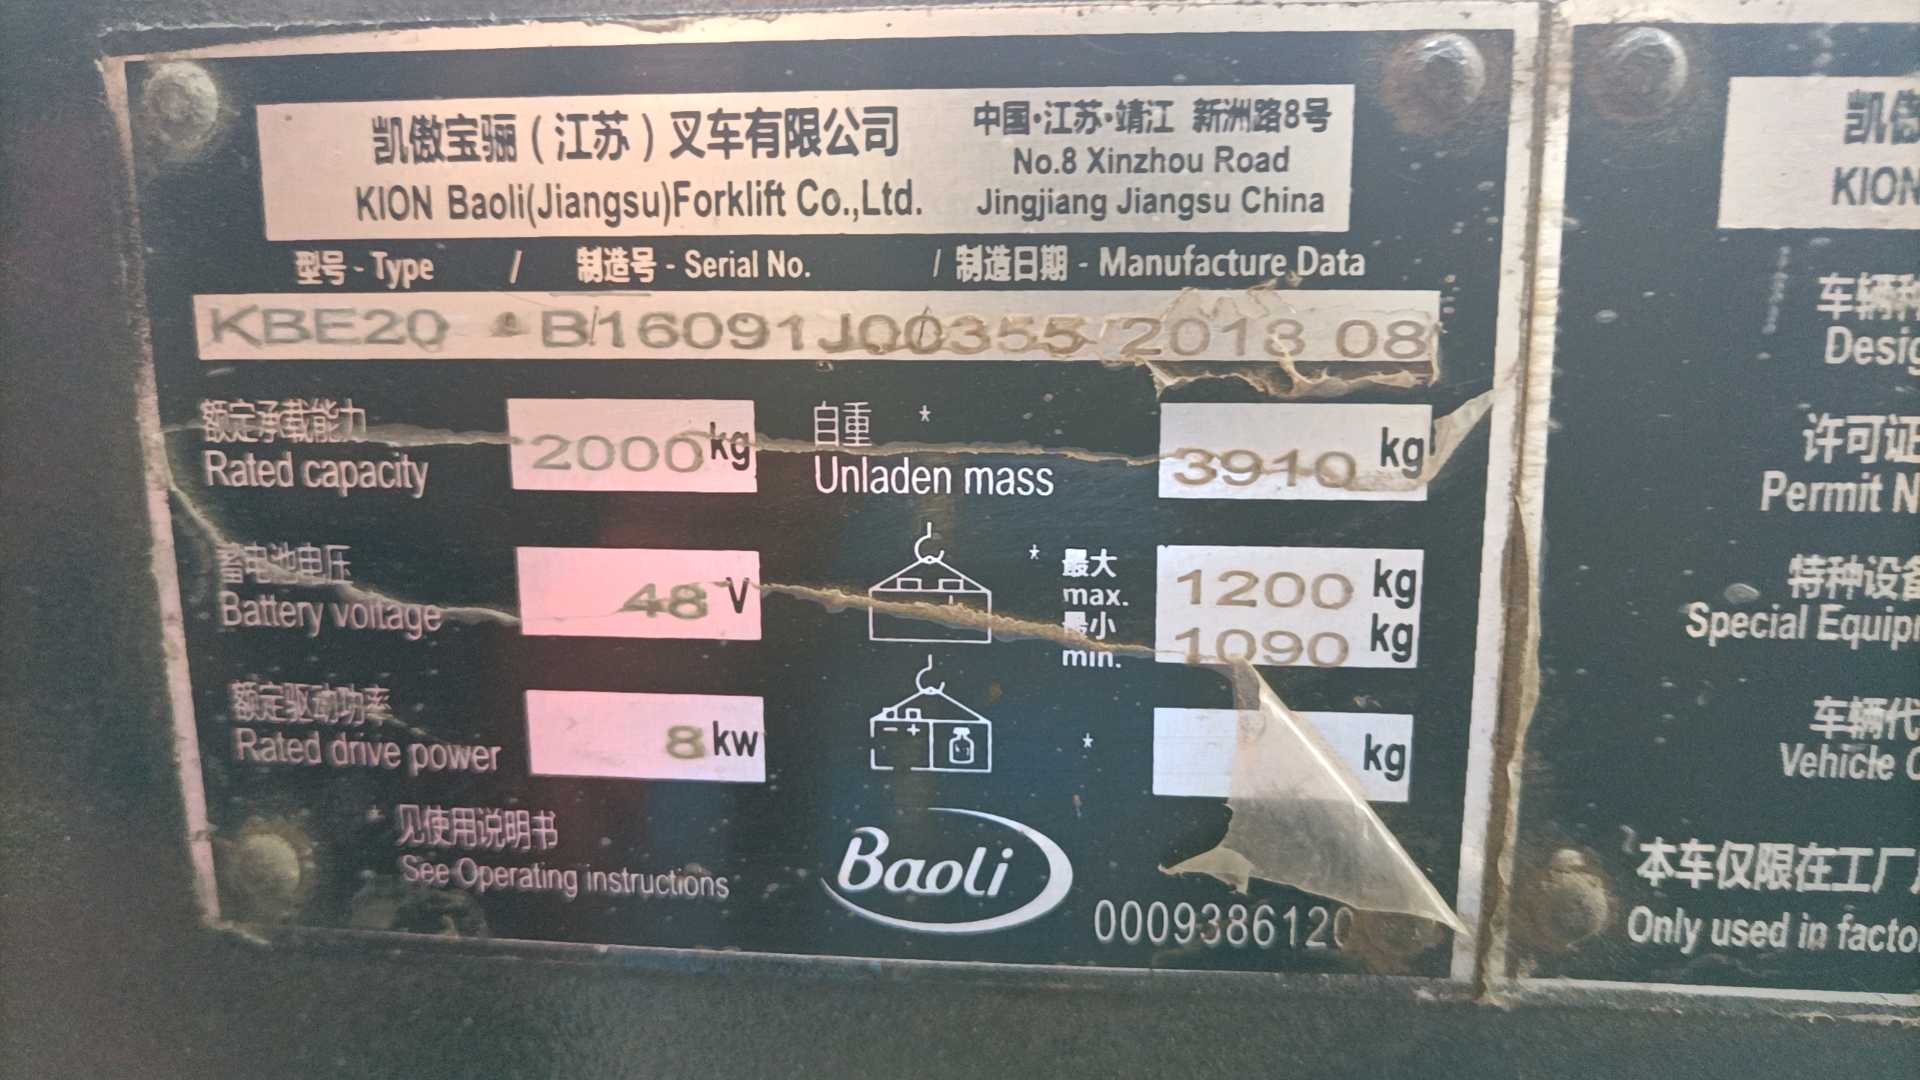 凯傲宝骊(江苏)叉车有限公司
KION Baoli(Jiangsu)Forklift Co.,Ltd.
中国·江苏·靖江 新洲路8号
No.8 Xinzhou Road
Jingjiang Jiangsu China
型号 - Type / 制造号 - Serial No. / 制造日期 - Manufacture Data
KBE20 B16091J00355 2013 08
额定承载能力
Rated capacity
2000 kg
自重 *
Unladen mass
3910 kg
蓄电池电压
Battery voltage
48 V
* 最大
max.
1200 kg
最小
min.
1090 kg
额定驱动功率
Rated drive power
8 kw
- +
* kg
* 见使用说明书
See Operating instructions
Baoli
0009386120
凯傲
KION
车辆种
Desig
许可证
Permit N
特种设备
Special Equip
车辆代
Vehicle
本车仅限在工厂
Only used in facto